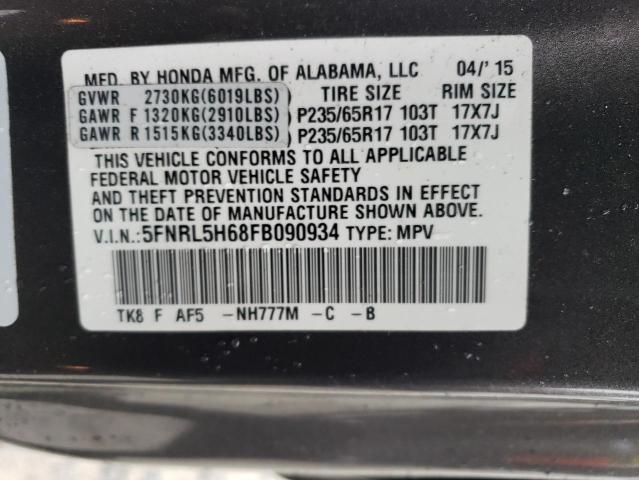 MFD. BY HONDA MFG. OF ALABAMA, LLC 04/'15
GVWR 2730KG(6019LBS) TIRE SIZE RIM SIZE
GAWR F 1320KG(2910LBS) P235/65R17 103T 17X7J
GAWR R 1515KG(3340LBS) P235/65R17 103T 17X7J
THIS VEHICLE CONFORMS TO ALL APPLICABLE
FEDERAL MOTOR VEHICLE SAFETY
AND THEFT PREVENTION STANDARDS IN EFFECT
ON THE DATE OF MANUFACTURE SHOWN ABOVE.
V.I.N.:5FNRL5H68FB090934 TYPE: MPV
TK8 F AF5 -NH777M -C -B